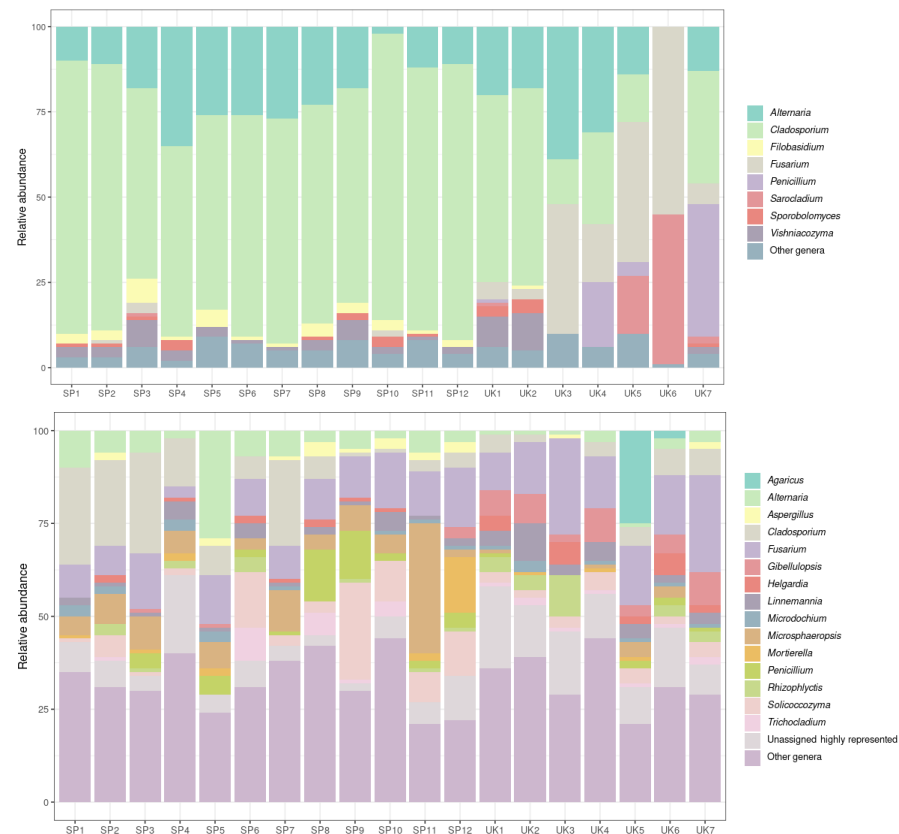 100
75
50
25
0
Relative abundance
SP1 SP2 SP3 SP4 SP5 SP6 SP7 SP8 SP9 SP10 SP11 SP12 UK1 UK2 UK3 UK4 UK5 UK6 UK7
Alternaria
Cladosporium
Filobasidium
Fusarium
Penicillium
Sarocladium
Sporobolomyces
Vishniacozyma
Other genera
100
75
50
25
0
Relative abundance
SP1 SP2 SP3 SP4 SP5 SP6 SP7 SP8 SP9 SP10 SP11 SP12 UK1 UK2 UK3 UK4 UK5 UK6 UK7
Agaricus
Alternaria
Aspergillus
Cladosporium
Fusarium
Gibellulopsis
Helgardia
Linnemannia
Microdochium
Microsphaeropsis
Mortierella
Penicillium
Rhizophlyctis
Solicoccozyma
Trichocladium
Unassigned highly represented
Other genera